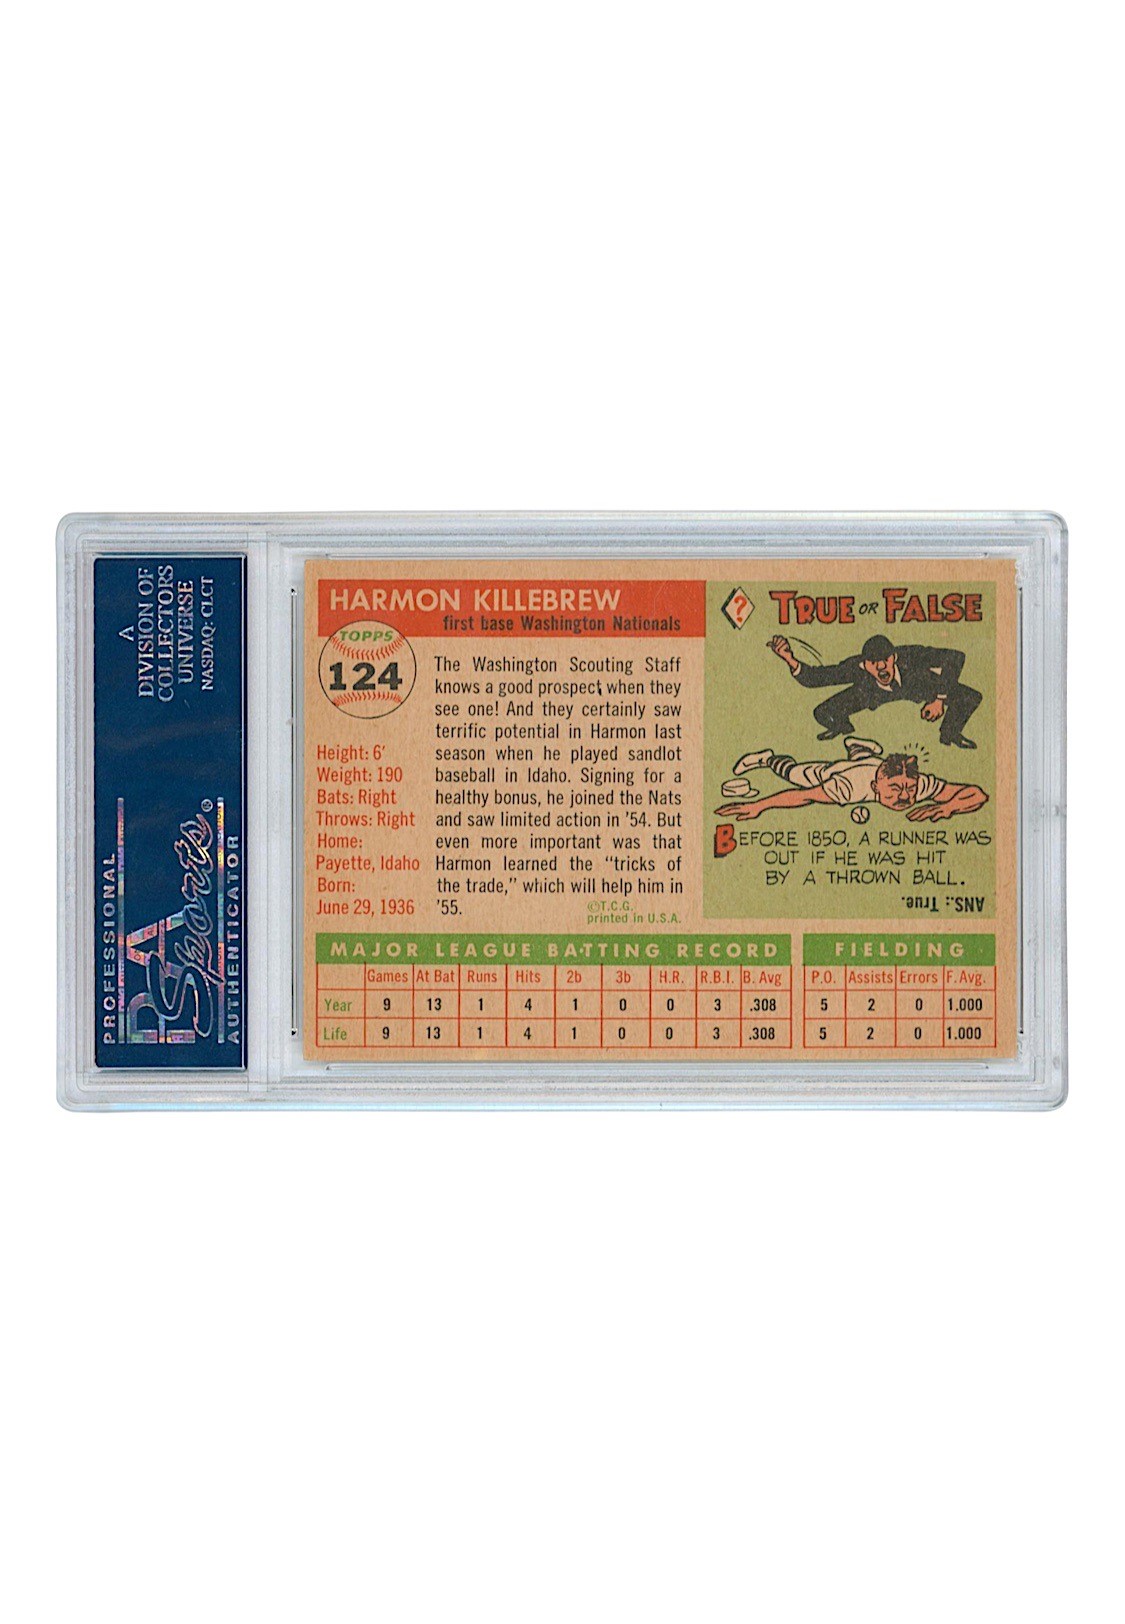 A
DIVISION OF
COLLECTORS
UNIVERSE
NASDAQ: CLCT
PROFESSIONAL
PSA
Sports®
AUTHENTICATOR
HARMON KILLEBREW
first base Washington Nationals
TOPPS
124
Height: 6'
Weight: 190
Bats: Right
Throws: Right
Home:
Payette, Idaho
Born:
June 29, 1936
The Washington Scouting Staff
knows a good prospect when they
see one! And they certainly saw
terrific potential in Harmon last
season when he played sandlot
baseball in Idaho. Signing for a
healthy bonus, he joined the Nats
and saw limited action in '54. But
even more important was that
Harmon learned the "tricks of
the trade," which will help him in
'55.
©T.C.G.
printed in U.S.A.
?
TRUE OR FALSE
BEFORE 1850, A RUNNER WAS
OUT IF HE WAS HIT
BY A THROWN BALL.
ANS.: True.
MAJOR LEAGUE BATTING RECORD
Games At Bat Runs Hits 2b 3b H.R. R.B.I. B. Avg
Year 9 13 1 4 1 0 0 3 .308
Life 9 13 1 4 1 0 0 3 .308
FIELDING
P.O. Assists Errors F. Avg.
5 2 0 1.000
5 2 0 1.000